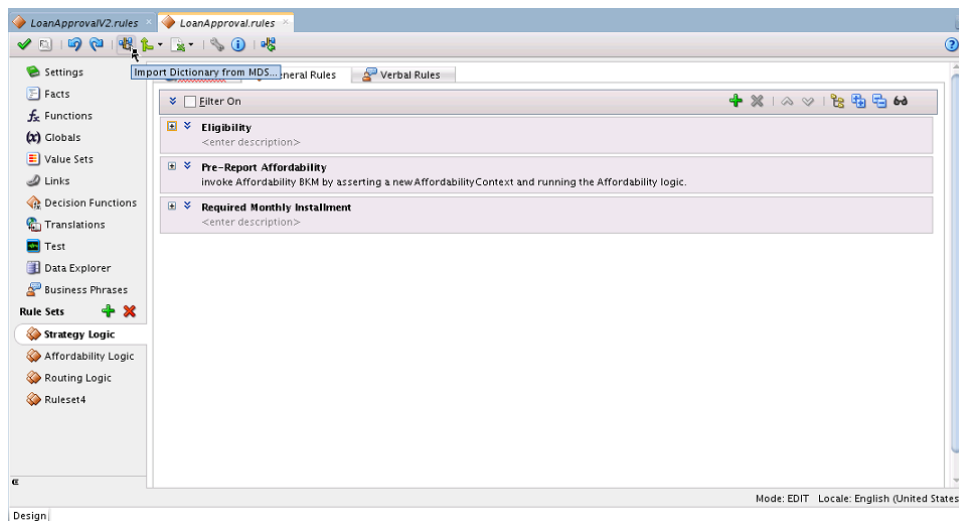 LoanApprovalV2.rules LoanApproval.rules
Import Dictionary from MDS...
General Rules Verbal Rules
Settings
Facts
Functions
Globals
Value Sets
Links
Decision Functions
Translations
Test
Data Explorer
Business Phrases
Rule Sets
Strategy Logic
Affordability Logic
Routing Logic
Ruleset4
Filter On
Eligibility
<enter description>
Pre-Report Affordability
invoke Affordability BKM by asserting a new AffordabilityContext and running the Affordability logic.
Required Monthly Installment
<enter description>
Mode: EDIT Locale: English (United States
Design